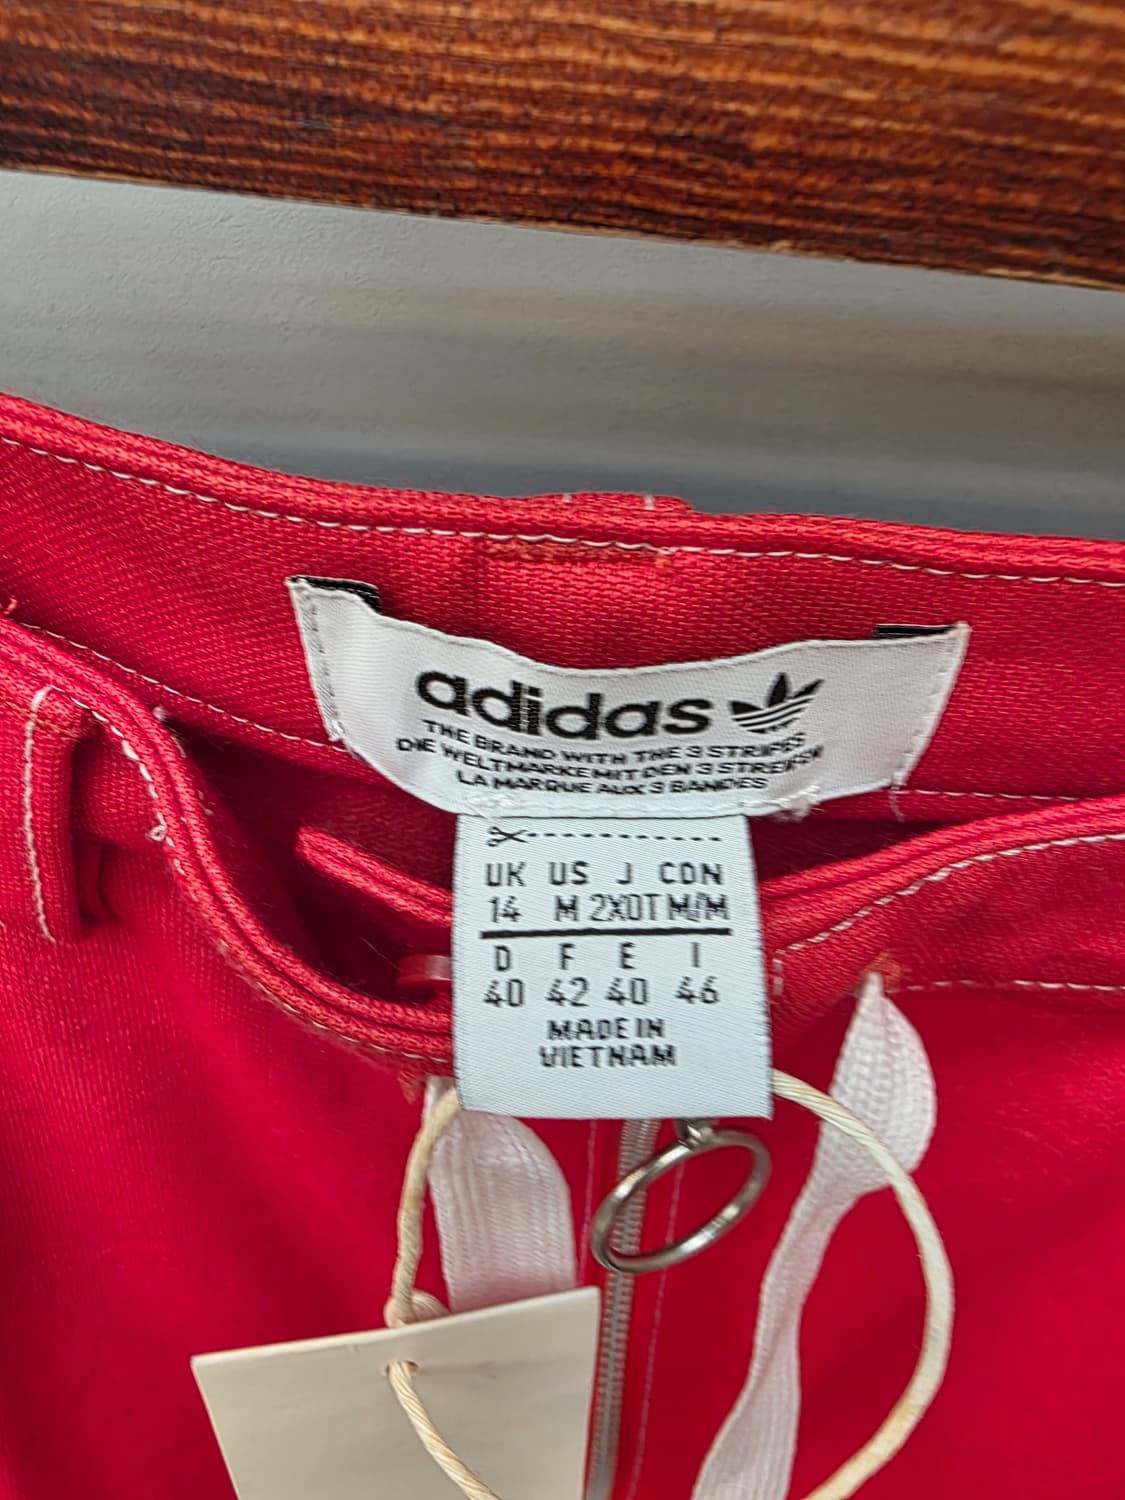 adidas
THE BRAND WITH THE 3 STRIPES
DIE WELTMARKE MIT DEN 3 STREIFEN
LA MARQUE AUX 3 BANDES
UK US J CON
14 M 2XOT M/M
D F E I
40 42 40 46
MADE IN
VIETNAM